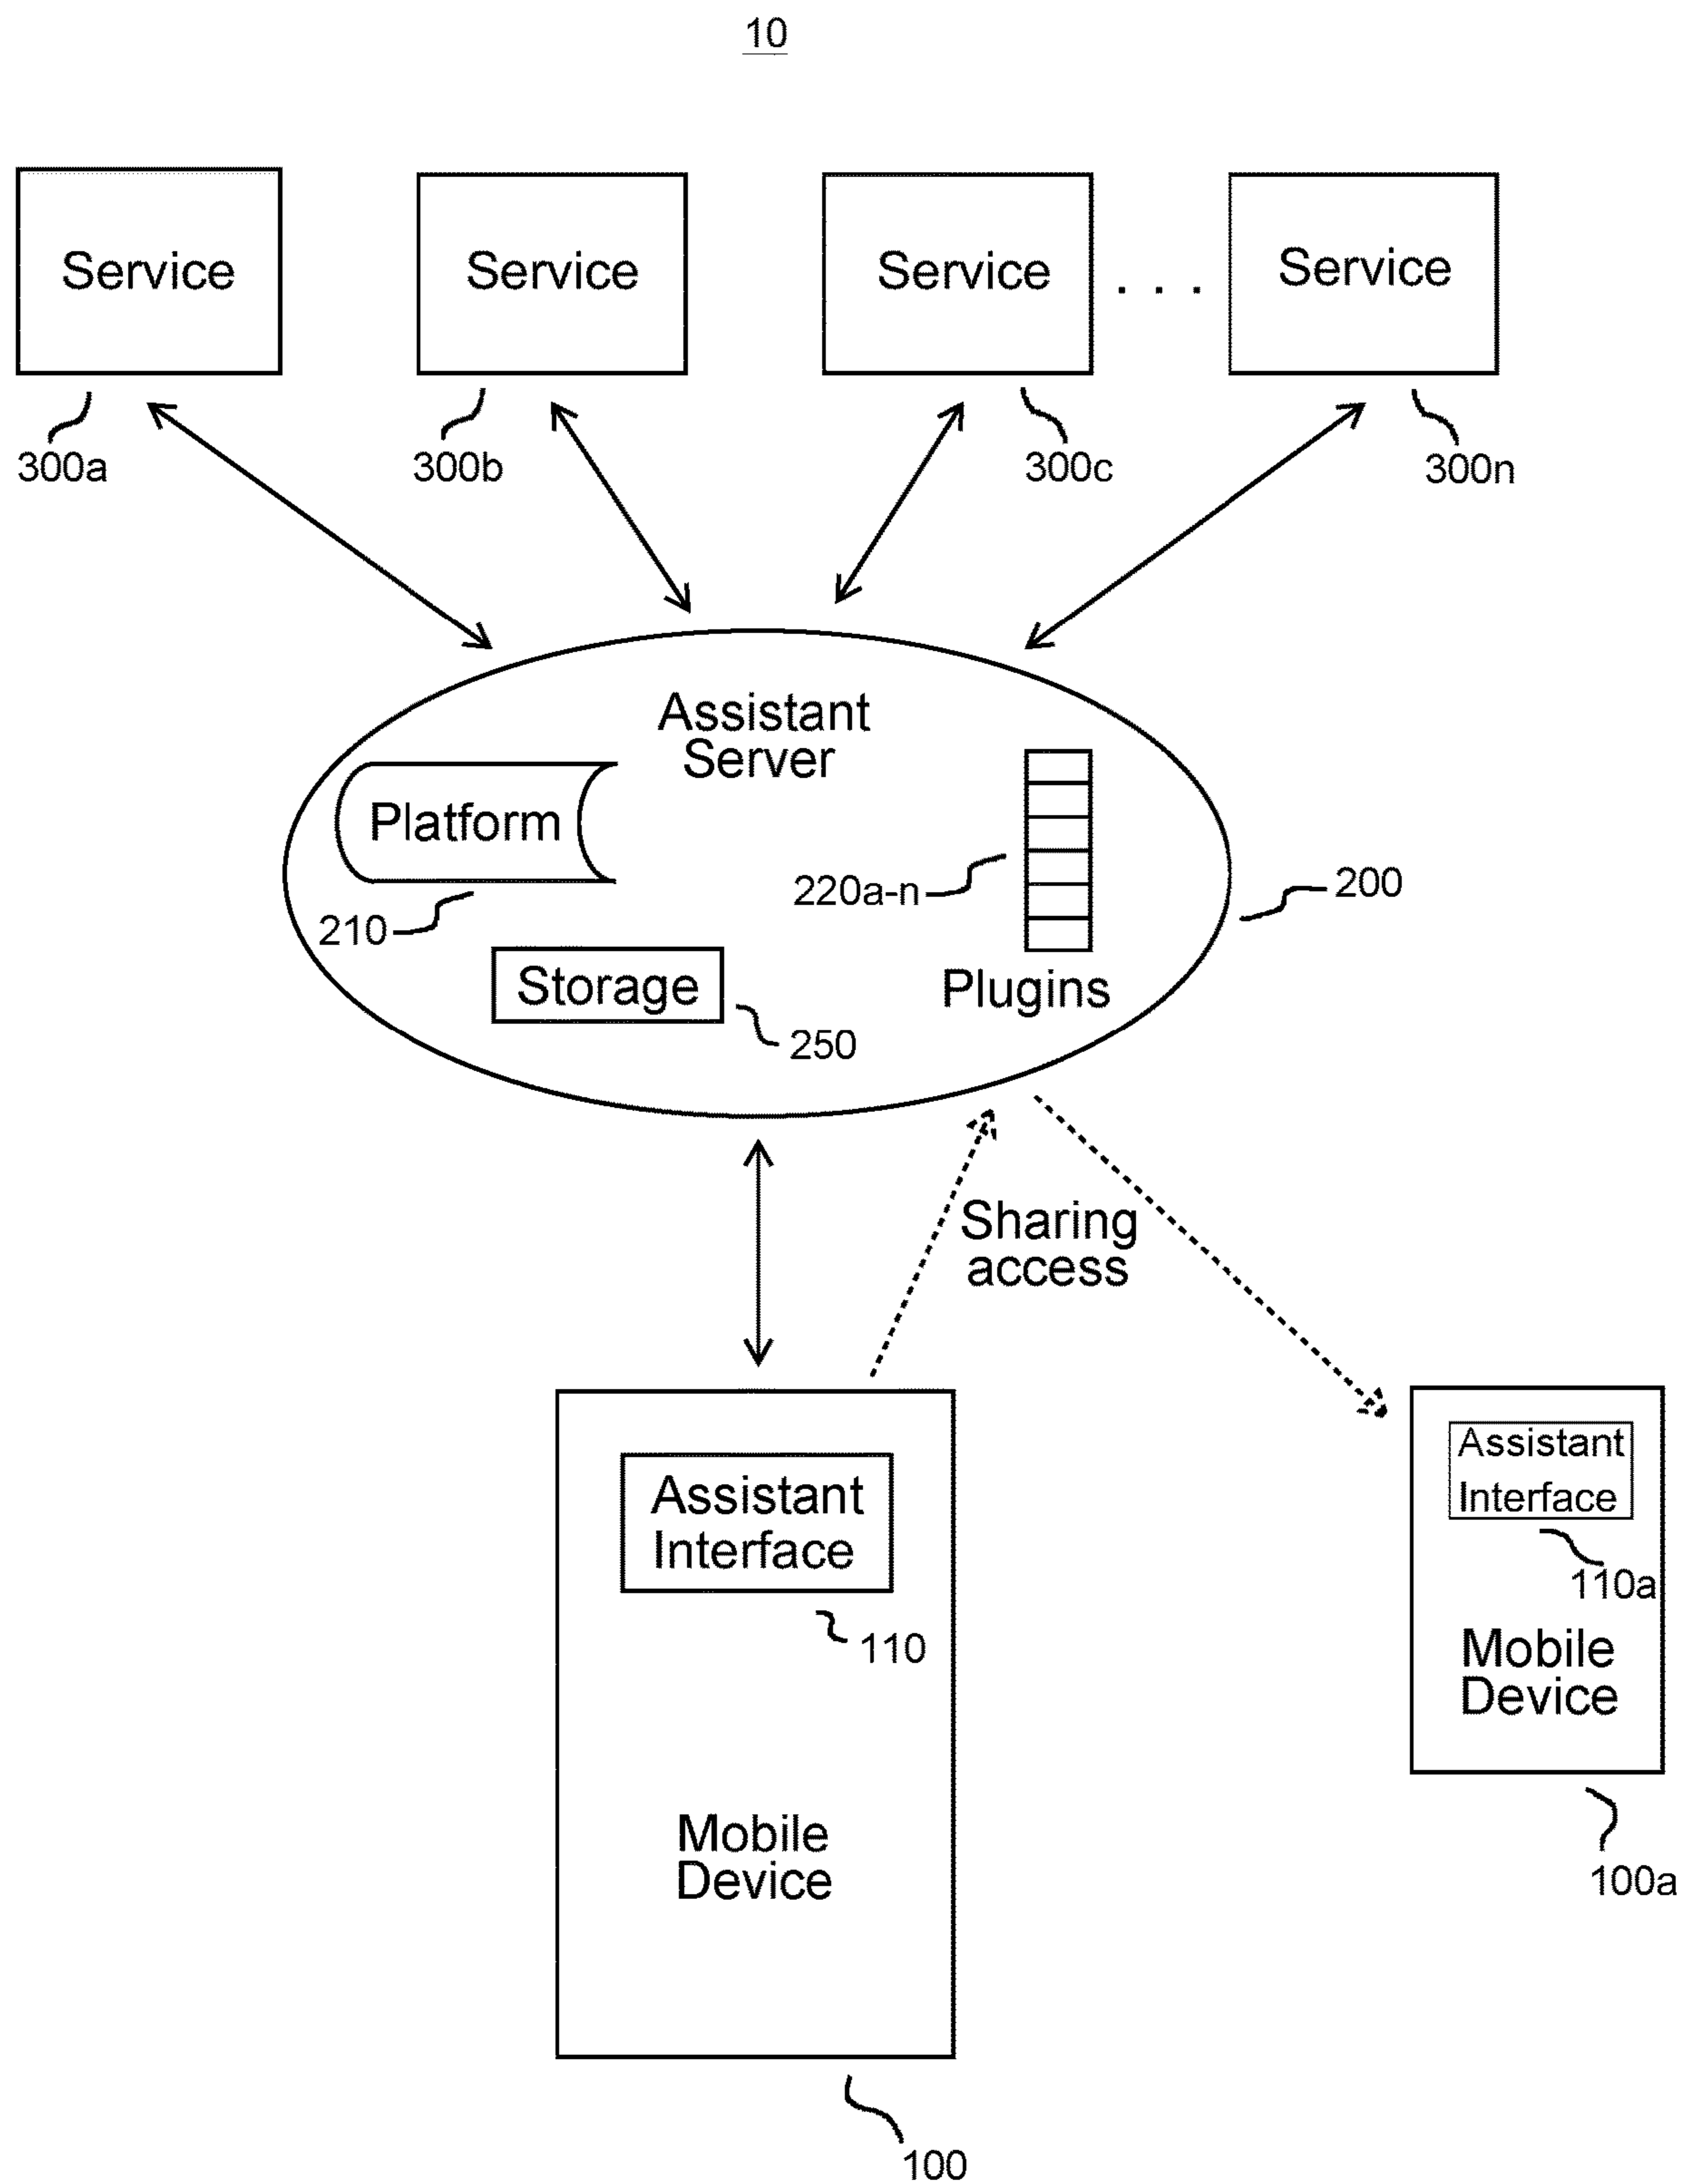 10
Service
Service
Service
. . .
Service
300a
300b
300c
300n
Assistant
Server
Platform
220a-n
200
210
Storage
Plugins
250
Sharing
access
Assistant
Interface
110
Mobile
Device
100
Assistant
Interface
110a
Mobile
Device
100a